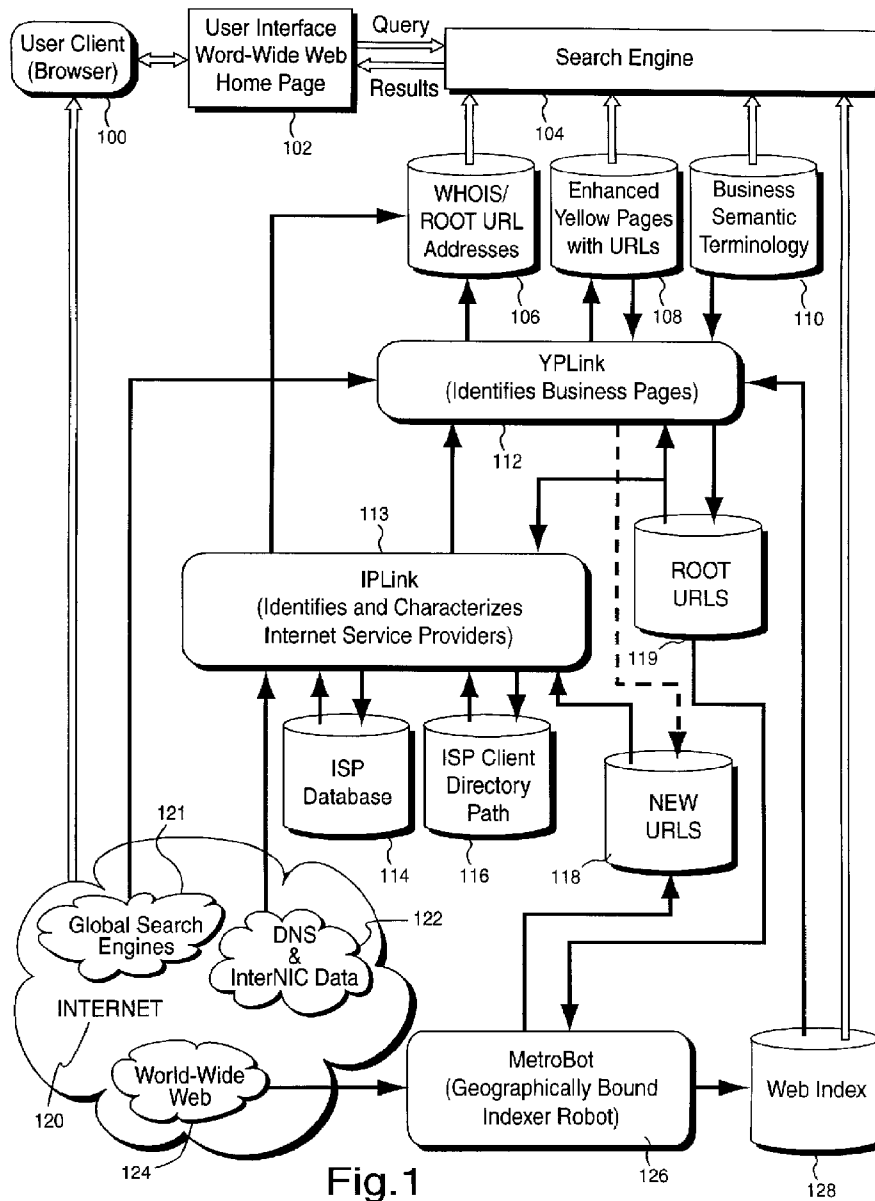 User Client
(Browser)
100
User Interface
Word-Wide Web
Home Page
102
Query
Results
Search Engine
104
WHOIS/
ROOT URL
Addresses
106
Enhanced
Yellow Pages
with URLs
108
Business
Semantic
Terminology
110
YPLink
(Identifies Business Pages)
112
113
IPLink
(Identifies and Characterizes
Internet Service Providers)
ROOT
URLS
119
ISP
Database
114
ISP Client
Directory
Path
116
NEW
URLS
118
121
Global Search
Engines
122
DNS
&
InterNIC Data
INTERNET
120
World-Wide
Web
124
MetroBot
(Geographically Bound
Indexer Robot)
126
Web Index
128
Fig.1